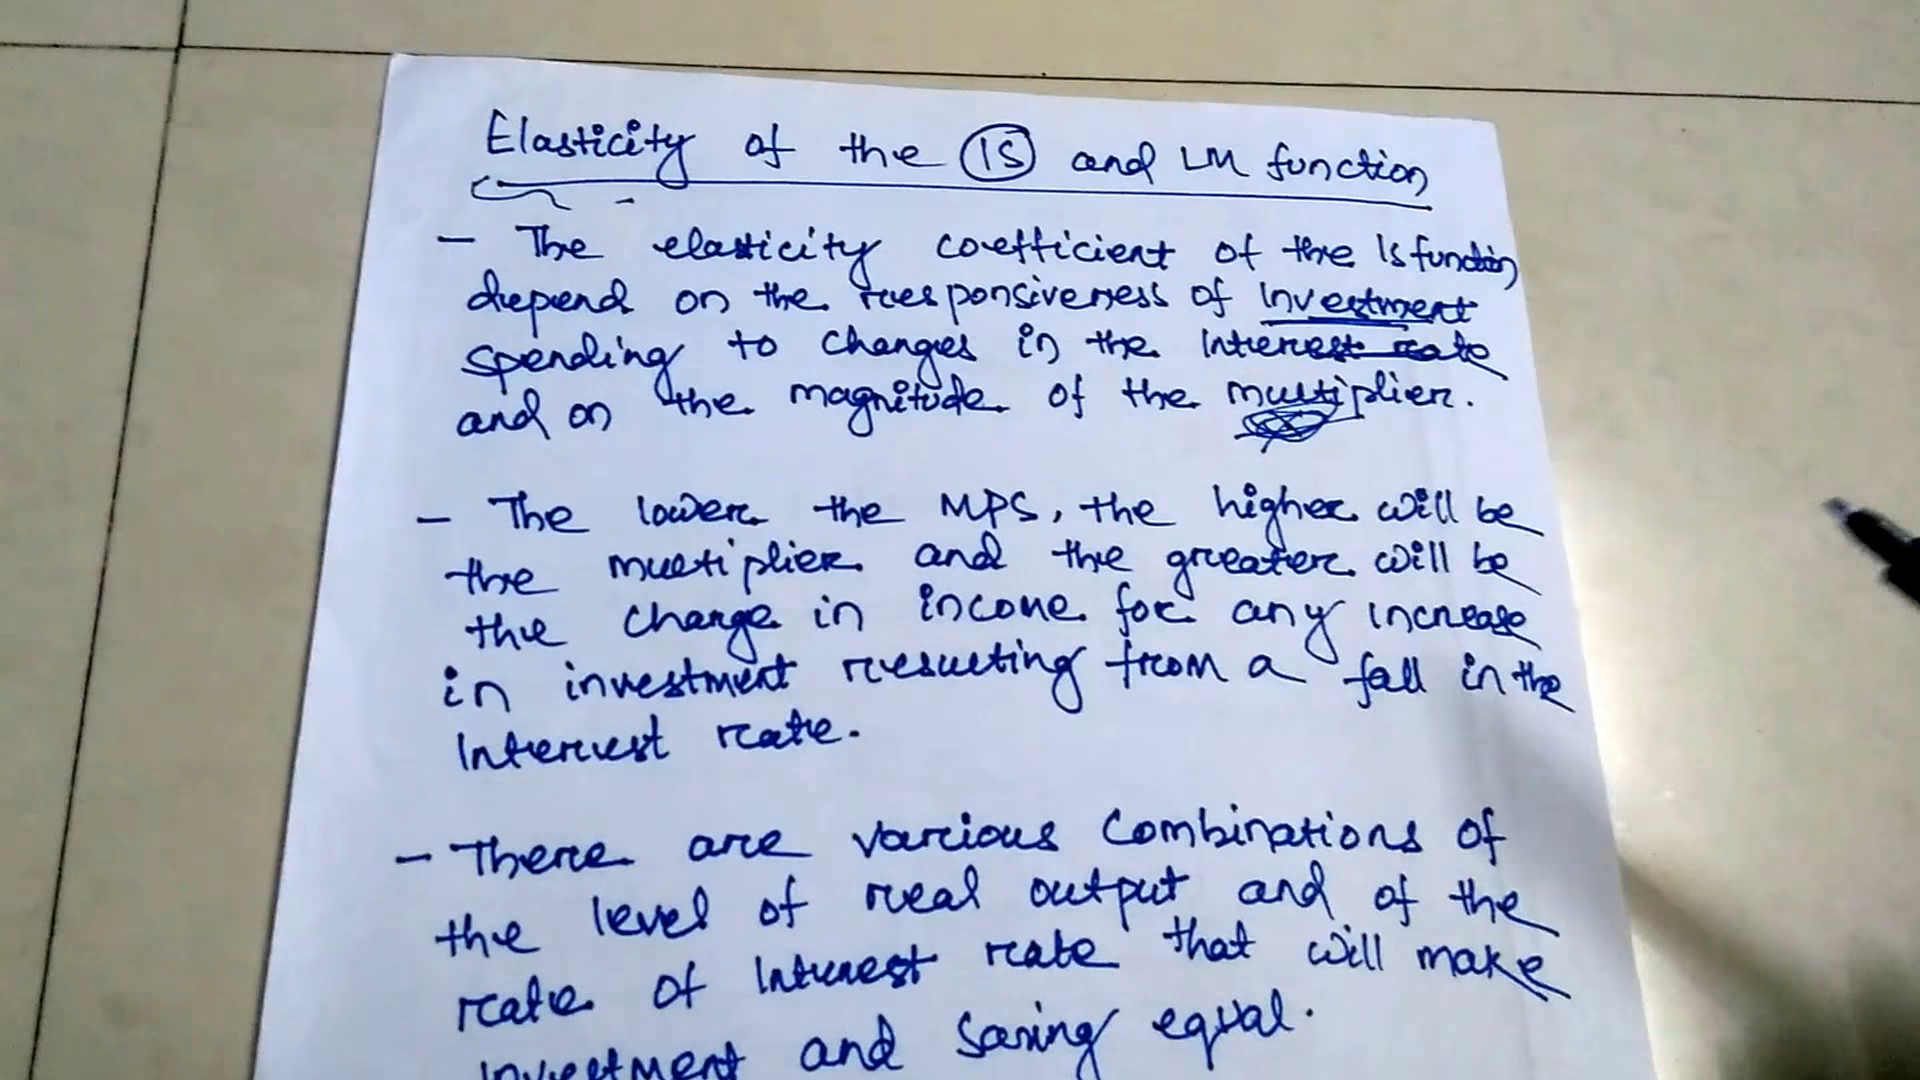 Elasticity of the IS and LM function
- The elasticity coefficient of the Is function
depend on the responsiveness of Investment
spending to changes in the Interest rate
and on the magnitude of the multiplier.
- The lower the MPS, the higher will be
the multiplier and the greater will be
the change in income for any increase
in investment resulting from a fall in the
Interest rate.
- There are various combinations of
the level of real output and of the
rate of Interest rate that will make
investment and saving equal.